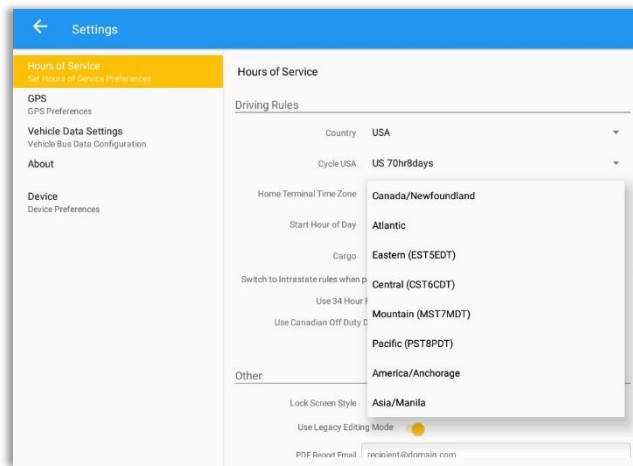 Settings
Hours of Service
Set Hours of Service Preferences
GPS
GPS Preferences
Vehicle Data Settings
Vehicle Bus Data Configuration
About
Device
Device Preferences
Hours of Service
Driving Rules
Country USA
Cycle USA US 70hr8days
Home Terminal Time Zone
Canada/Newfoundland
Atlantic
Start Hour of Day
Eastern (EST5EDT)
Cargo
Central (CST6CDT)
Switch to Intrastate rules when p
Mountain (MST7MDT)
Use 34 Hour
Use Canadian Off Duty D
Pacific (PST8PDT)
America/Anchorage
Other
Asia/Manila
Lock Screen Style
Use Legacy Editing Mode
PDF Report Email recipient@domain.com